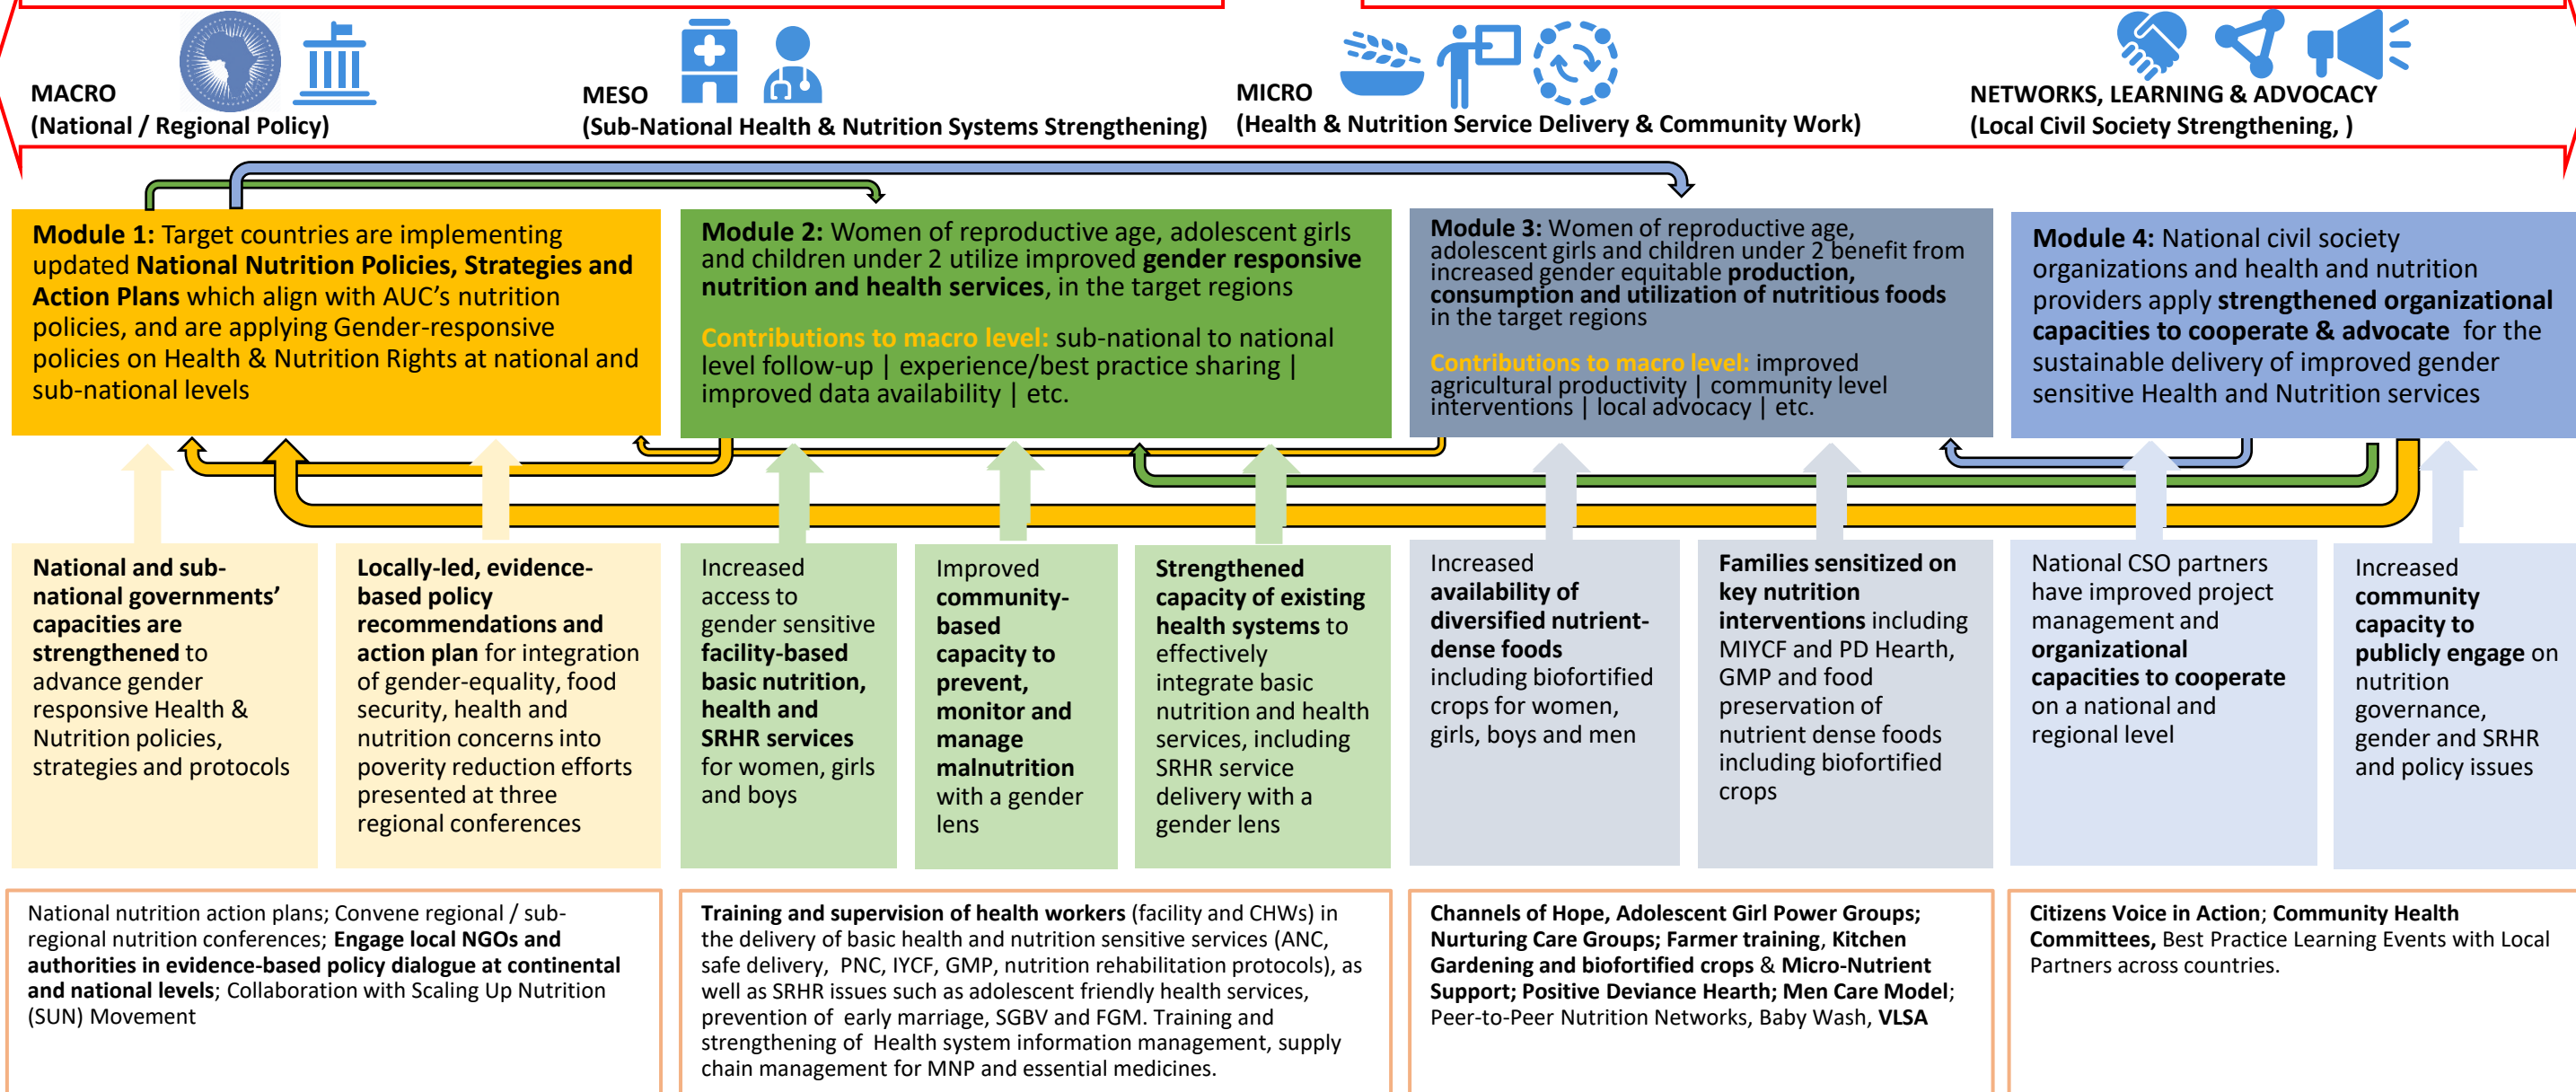 MACRO
(National / Regional Policy)
MESO
(Sub-National Health & Nutrition Systems Strengthening)
MICRO
(Health & Nutrition Service Delivery & Community Work)
NETWORKS, LEARNING & ADVOCACY
(Local Civil Society Strengthening, )
Module 1: Target countries are implementing
updated National Nutrition Policies, Strategies and
Action Plans which align with AUC's nutrition
policies, and are applying Gender-responsive
policies on Health & Nutrition Rights at national and
sub-national levels
Module 2: Women of reproductive age, adolescent girls
and children under 2 utilize improved gender responsive
nutrition and health services, in the target regions
Contributions to macro level: sub-national to national
level follow-up | experience/best practice sharing |
improved data availability | etc.
Module 3: Women of reproductive age,
adolescent girls and children under 2 benefit from
increased gender equitable production,
consumption and utilization of nutritious foods
in the target regions
Contributions to macro level: improved
agricultural productivity | community level
interventions | local advocacy | etc.
Module 4: National civil society
organizations and health and nutrition
providers apply strengthened organizational
capacities to cooperate & advocate for the
sustainable delivery of improved gender
sensitive Health and Nutrition services
National and sub-
national governments'
capacities are
strengthened to
advance gender
responsive Health &
Nutrition policies,
strategies and protocols
Locally-led, evidence-
based policy
recommendations and
action plan for integration
of gender-equality, food
security, health and
nutrition concerns into
poverty reduction efforts
presented at three
regional conferences
Increased
access to
gender sensitive
facility-based
basic nutrition,
health and
SRHR services
for women, girls
and boys
Improved
community-
based
capacity to
prevent,
monitor and
manage
malnutrition
with a gender
lens
Strengthened
capacity of existing
health systems to
effectively
integrate basic
nutrition and health
services, including
SRHR service
delivery with a
gender lens
Increased
availability of
diversified nutrient-
dense foods
including biofortified
crops for women,
girls, boys and men
Families sensitized on
key nutrition
interventions including
MIYCF and PD Hearth,
GMP and food
preservation of
nutrient dense foods
including biofortified
crops
National CSO partners
have improved project
management and
organizational
capacities to cooperate
on a national and
regional level
Increased
community
capacity to
publicly engage on
nutrition
governance,
gender and SRHR
and policy issues
National nutrition action plans; Convene regional / sub-
regional nutrition conferences; Engage local NGOs and
authorities in evidence-based policy dialogue at continental
and national levels; Collaboration with Scaling Up Nutrition
(SUN) Movement
Training and supervision of health workers (facility and CHWs) in
the delivery of basic health and nutrition sensitive services (ANC,
safe delivery, PNC, IYCF, GMP, nutrition rehabilitation protocols), as
well as SRHR issues such as adolescent friendly health services,
prevention of early marriage, SGBV and FGM. Training and
strengthening of Health system information management, supply
chain management for MNP and essential medicines.
Channels of Hope, Adolescent Girl Power Groups;
Nurturing Care Groups; Farmer training, Kitchen
Gardening and biofortified crops & Micro-Nutrient
Support; Positive Deviance Hearth; Men Care Model;
Peer-to-Peer Nutrition Networks, Baby Wash, VLSA
Citizens Voice in Action; Community Health
Committees, Best Practice Learning Events with Local
Partners across countries.